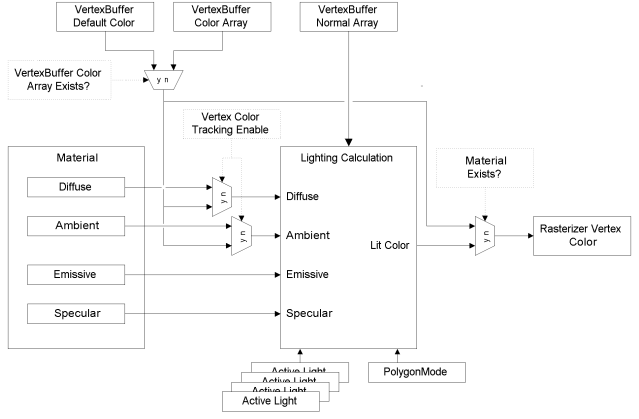 VertexBuffer
Default Color
VertexBuffer
Color Array
VertexBuffer
Normal Array
VertexBuffer Color
Array Exists?
y n
Vertex Color
Tracking Enable
Material
Diffuse
Ambient
Emissive
Specular
y n
y n
Lighting Calculation
Diffuse
Ambient
Emissive
Specular
Lit Color
Material
Exists?
y n
Rasterizer Vertex
Color
Active Light
Active Light
Active Light
Active Light
PolygonMode